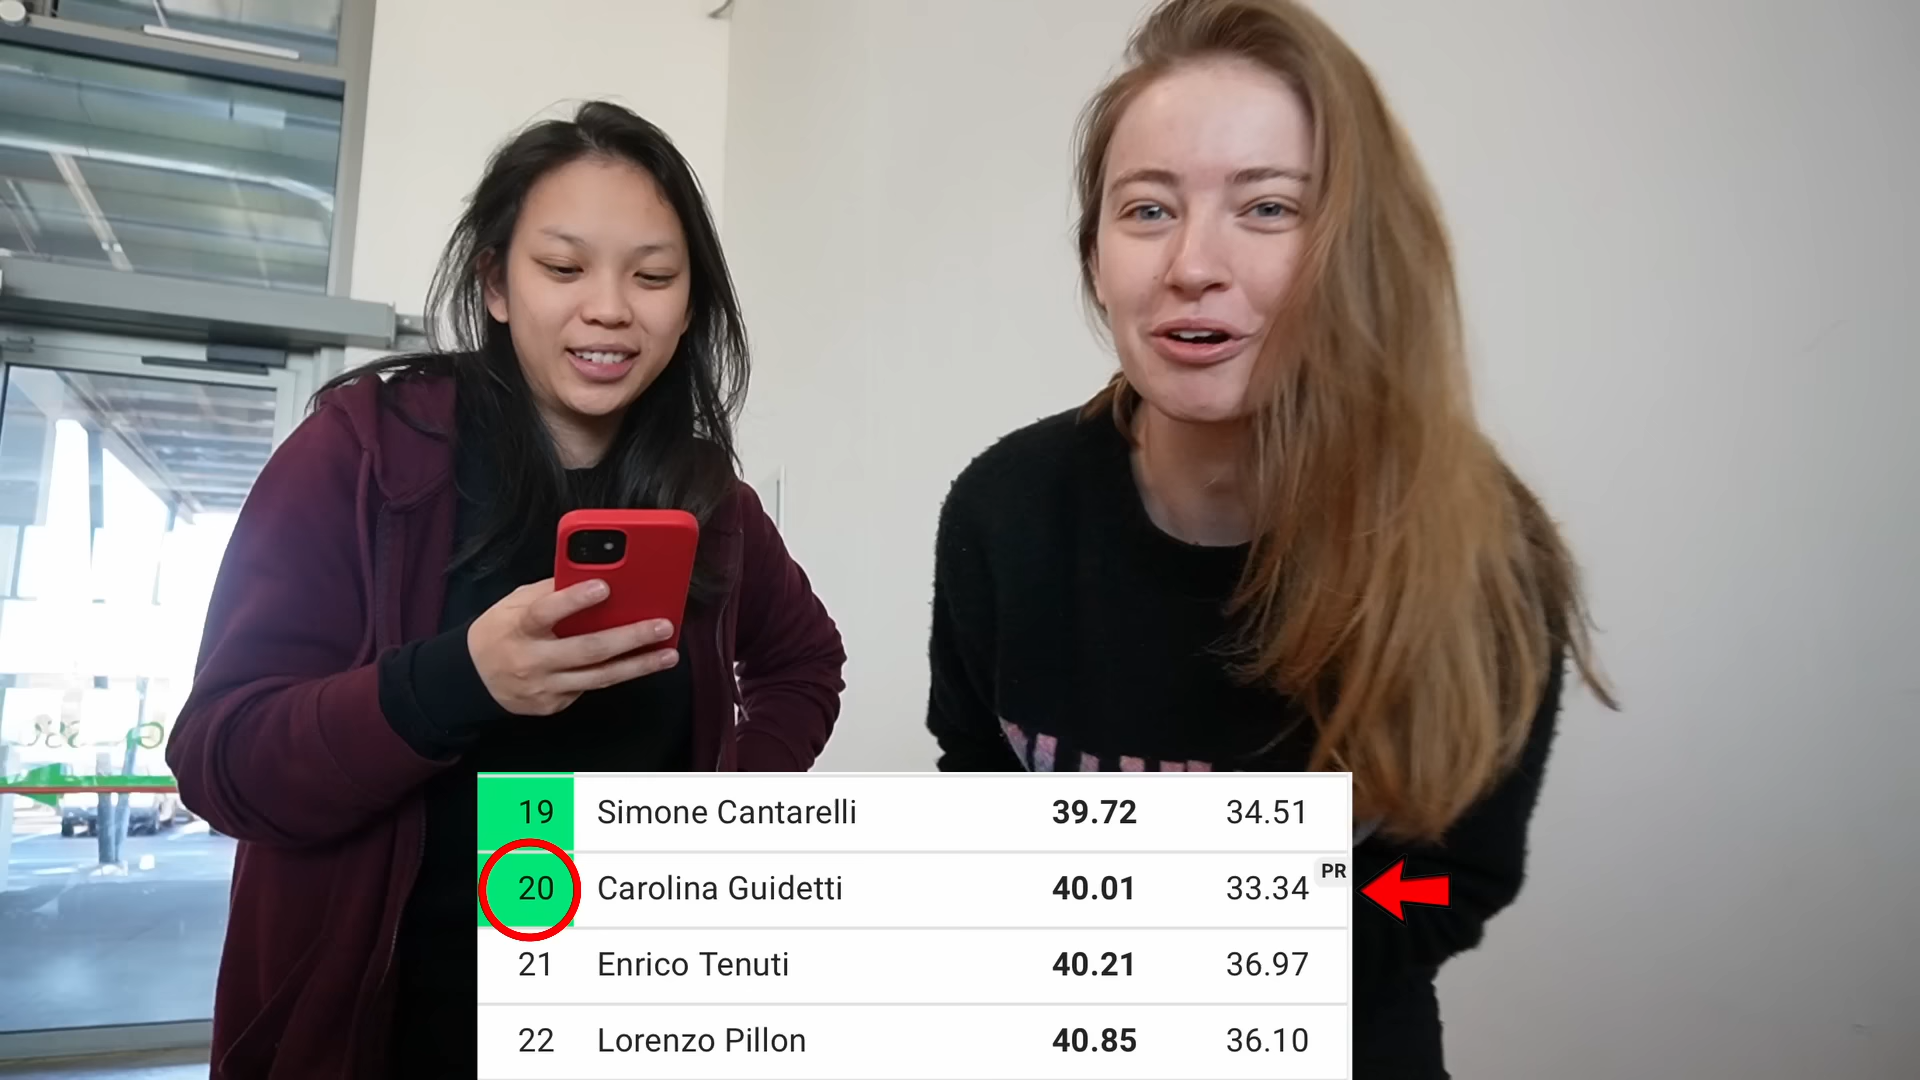 19 Simone Cantarelli 39.72 34.51
20 Carolina Guidetti 40.01 33.34 PR
21 Enrico Tenuti 40.21 36.97
22 Lorenzo Pillon 40.85 36.10